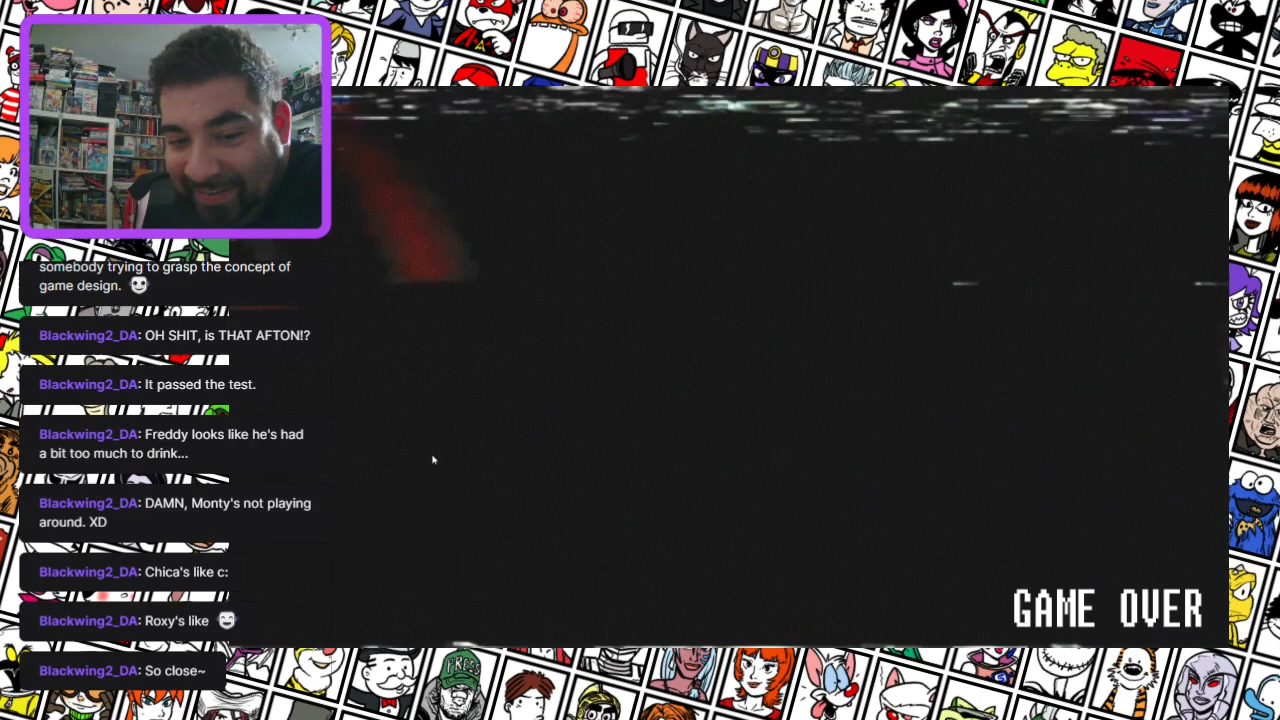 somebody trying to grasp the concept of
game design.
Blackwing2_DA: OH SHIT, is THAT AFTON!?
Blackwing2_DA: It passed the test.
Blackwing2_DA: Freddy looks like he's had
a bit too much to drink...
Blackwing2_DA: DAMN, Monty's not playing
around. XD
Blackwing2_DA: Chica's like c:
Blackwing2_DA: Roxy's like
Blackwing2_DA: So close~
GAME OVER
PRESS